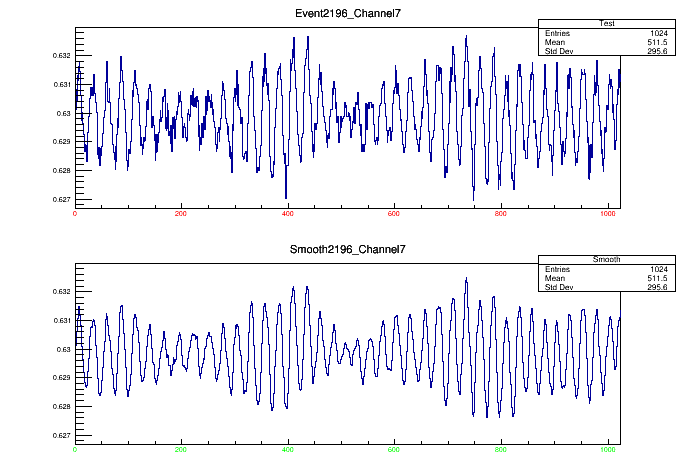 Event2196_Channel7
Test
Entries 1024
Mean 511.5
Std Dev 295.6
0.632
0.631
0.63
0.629
0.628
0.627
0 200 400 600 800 1000
Smooth2196_Channel7
Smooth
Entries 1024
Mean 511.5
Std Dev 295.6
0.632
0.631
0.63
0.629
0.628
0.627
0 200 400 600 800 1000